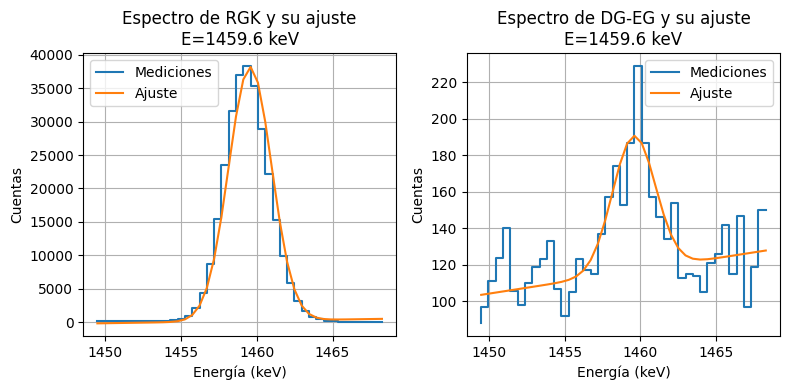 Espectro de RGK y su ajuste
E=1459.6 keV
Mediciones
Ajuste
Cuentas
40000
35000
30000
25000
20000
15000
10000
5000
0
1450
1455
1460
1465
Energía (keV)
Espectro de DG-EG y su ajuste
E=1459.6 keV
Mediciones
Ajuste
Cuentas
220
200
180
160
140
120
100
1450
1455
1460
1465
Energía (keV)